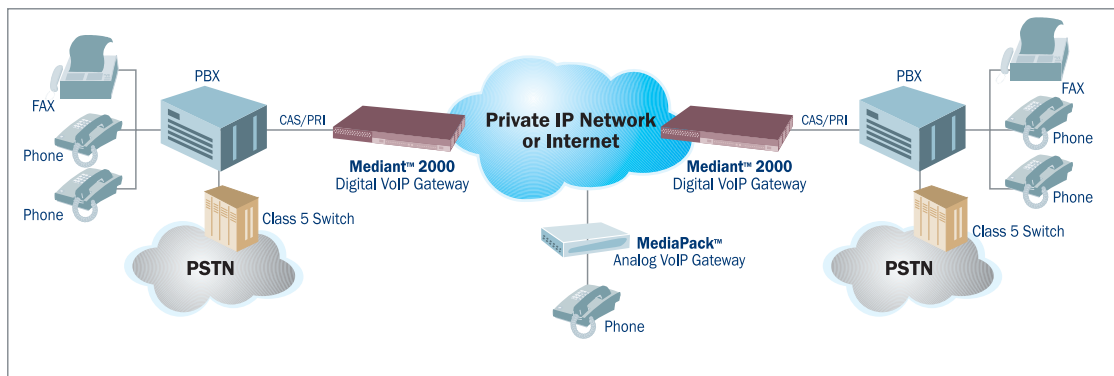 PBX
FAX
Phone
Phone
CAS/PRI
Mediant™ 2000
Digital VoIP Gateway
Class 5 Switch
PSTN
Private IP Network
or Internet
MediaPack™
Analog VoIP Gateway
Phone
Mediant™ 2000
Digital VoIP Gateway
CAS/PRI
PBX
FAX
Phone
Phone
Class 5 Switch
PSTN